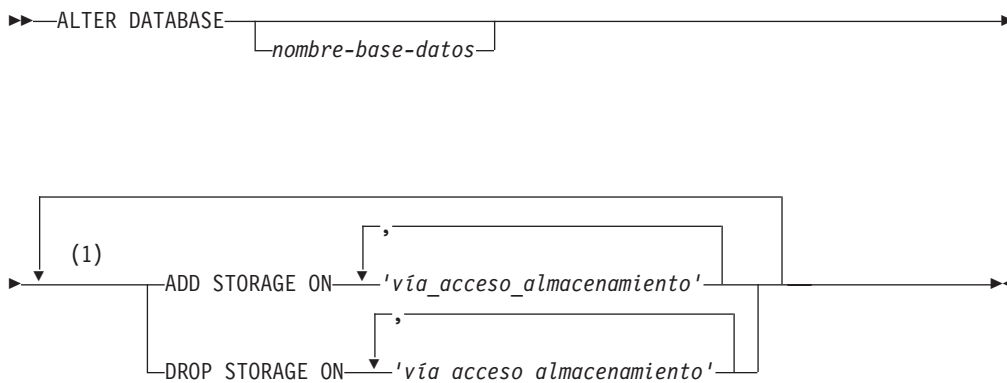 ALTER DATABASE
nombre-base-datos
,
(1)
ADD STORAGE ON 'vía_acceso_almacenamiento'
,
DROP STORAGE ON 'vía acceso almacenamiento'